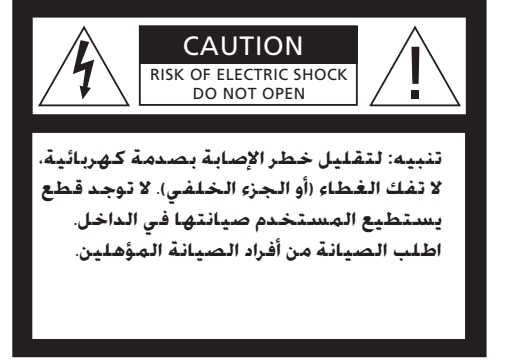 CAUTION
RISK OF ELECTRIC SHOCK
DO NOT OPEN
تنبيه: لتقليل خطر الإصابة بصدمة كهربائية،
لا تفك الغطاء (أو الجزء الخلفي). لا توجد قطع
يستطيع المستخدم صيانتها في الداخل.
اطلب الصيانة من أفراد الصيانة المؤهلين.